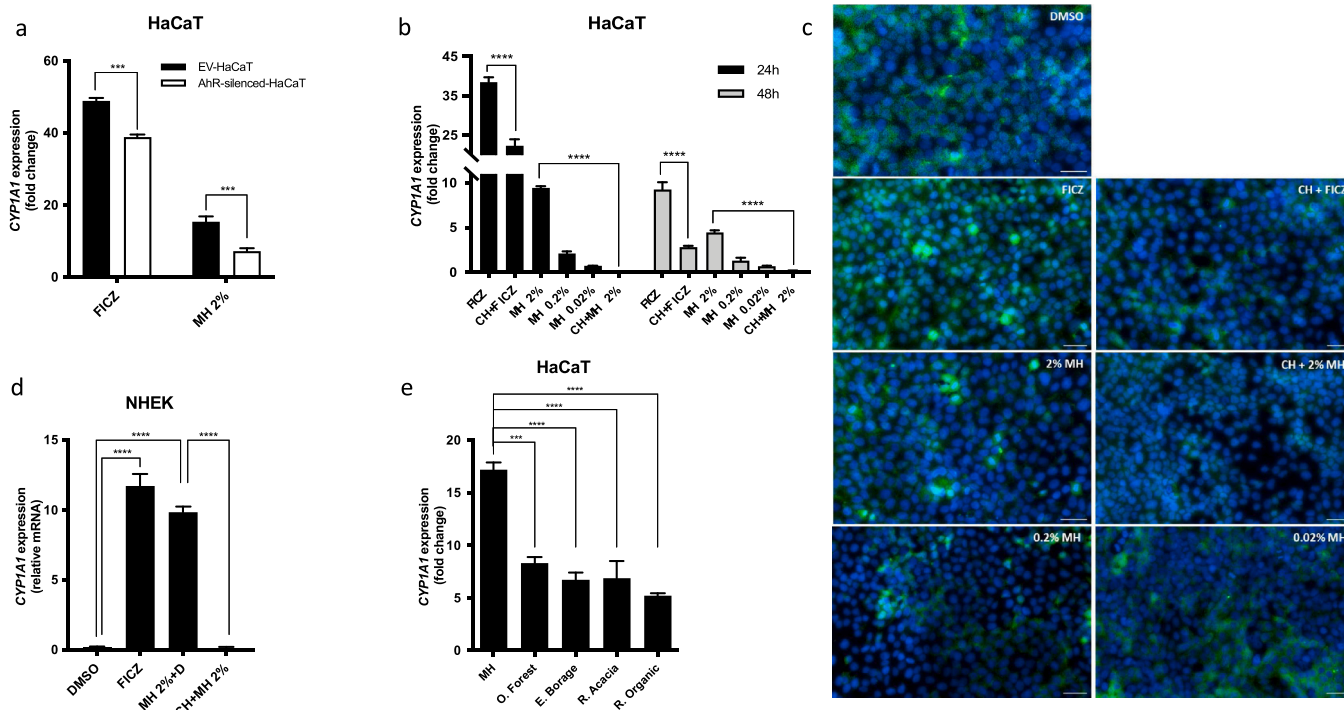 a
HaCaT
CYP1A1 expression
(fold change)
60
40
20
0
***
***
EV-HaCaT
AhR-silenced-HaCaT
FICZ
MH 2%
b
HaCaT
CYP1A1 expression
(fold change)
45
35
25
10
5
0
****
****
****
****
24h
48h
FICZ
CH+FICZ
MH 2%
MH 0.2%
MH 0.02%
CH+MH 2%
FICZ
CH+FICZ
MH 2%
MH 0.2%
MH 0.02%
CH+MH 2%
c
DMSO
FICZ
CH + FICZ
2% MH
CH + 2% MH
0.2% MH
0.02% MH
d
NHEK
CYP1A1 expression
(relative mRNA)
15
10
5
0
****
****
****
DMSO
FICZ
MH 2%+D
CH+MH 2%
e
HaCaT
CYP1A1 expression
(fold change)
20
15
10
5
0
****
****
****
***
MH
O. Forest
E. Borage
R. Acacia
R. Organic